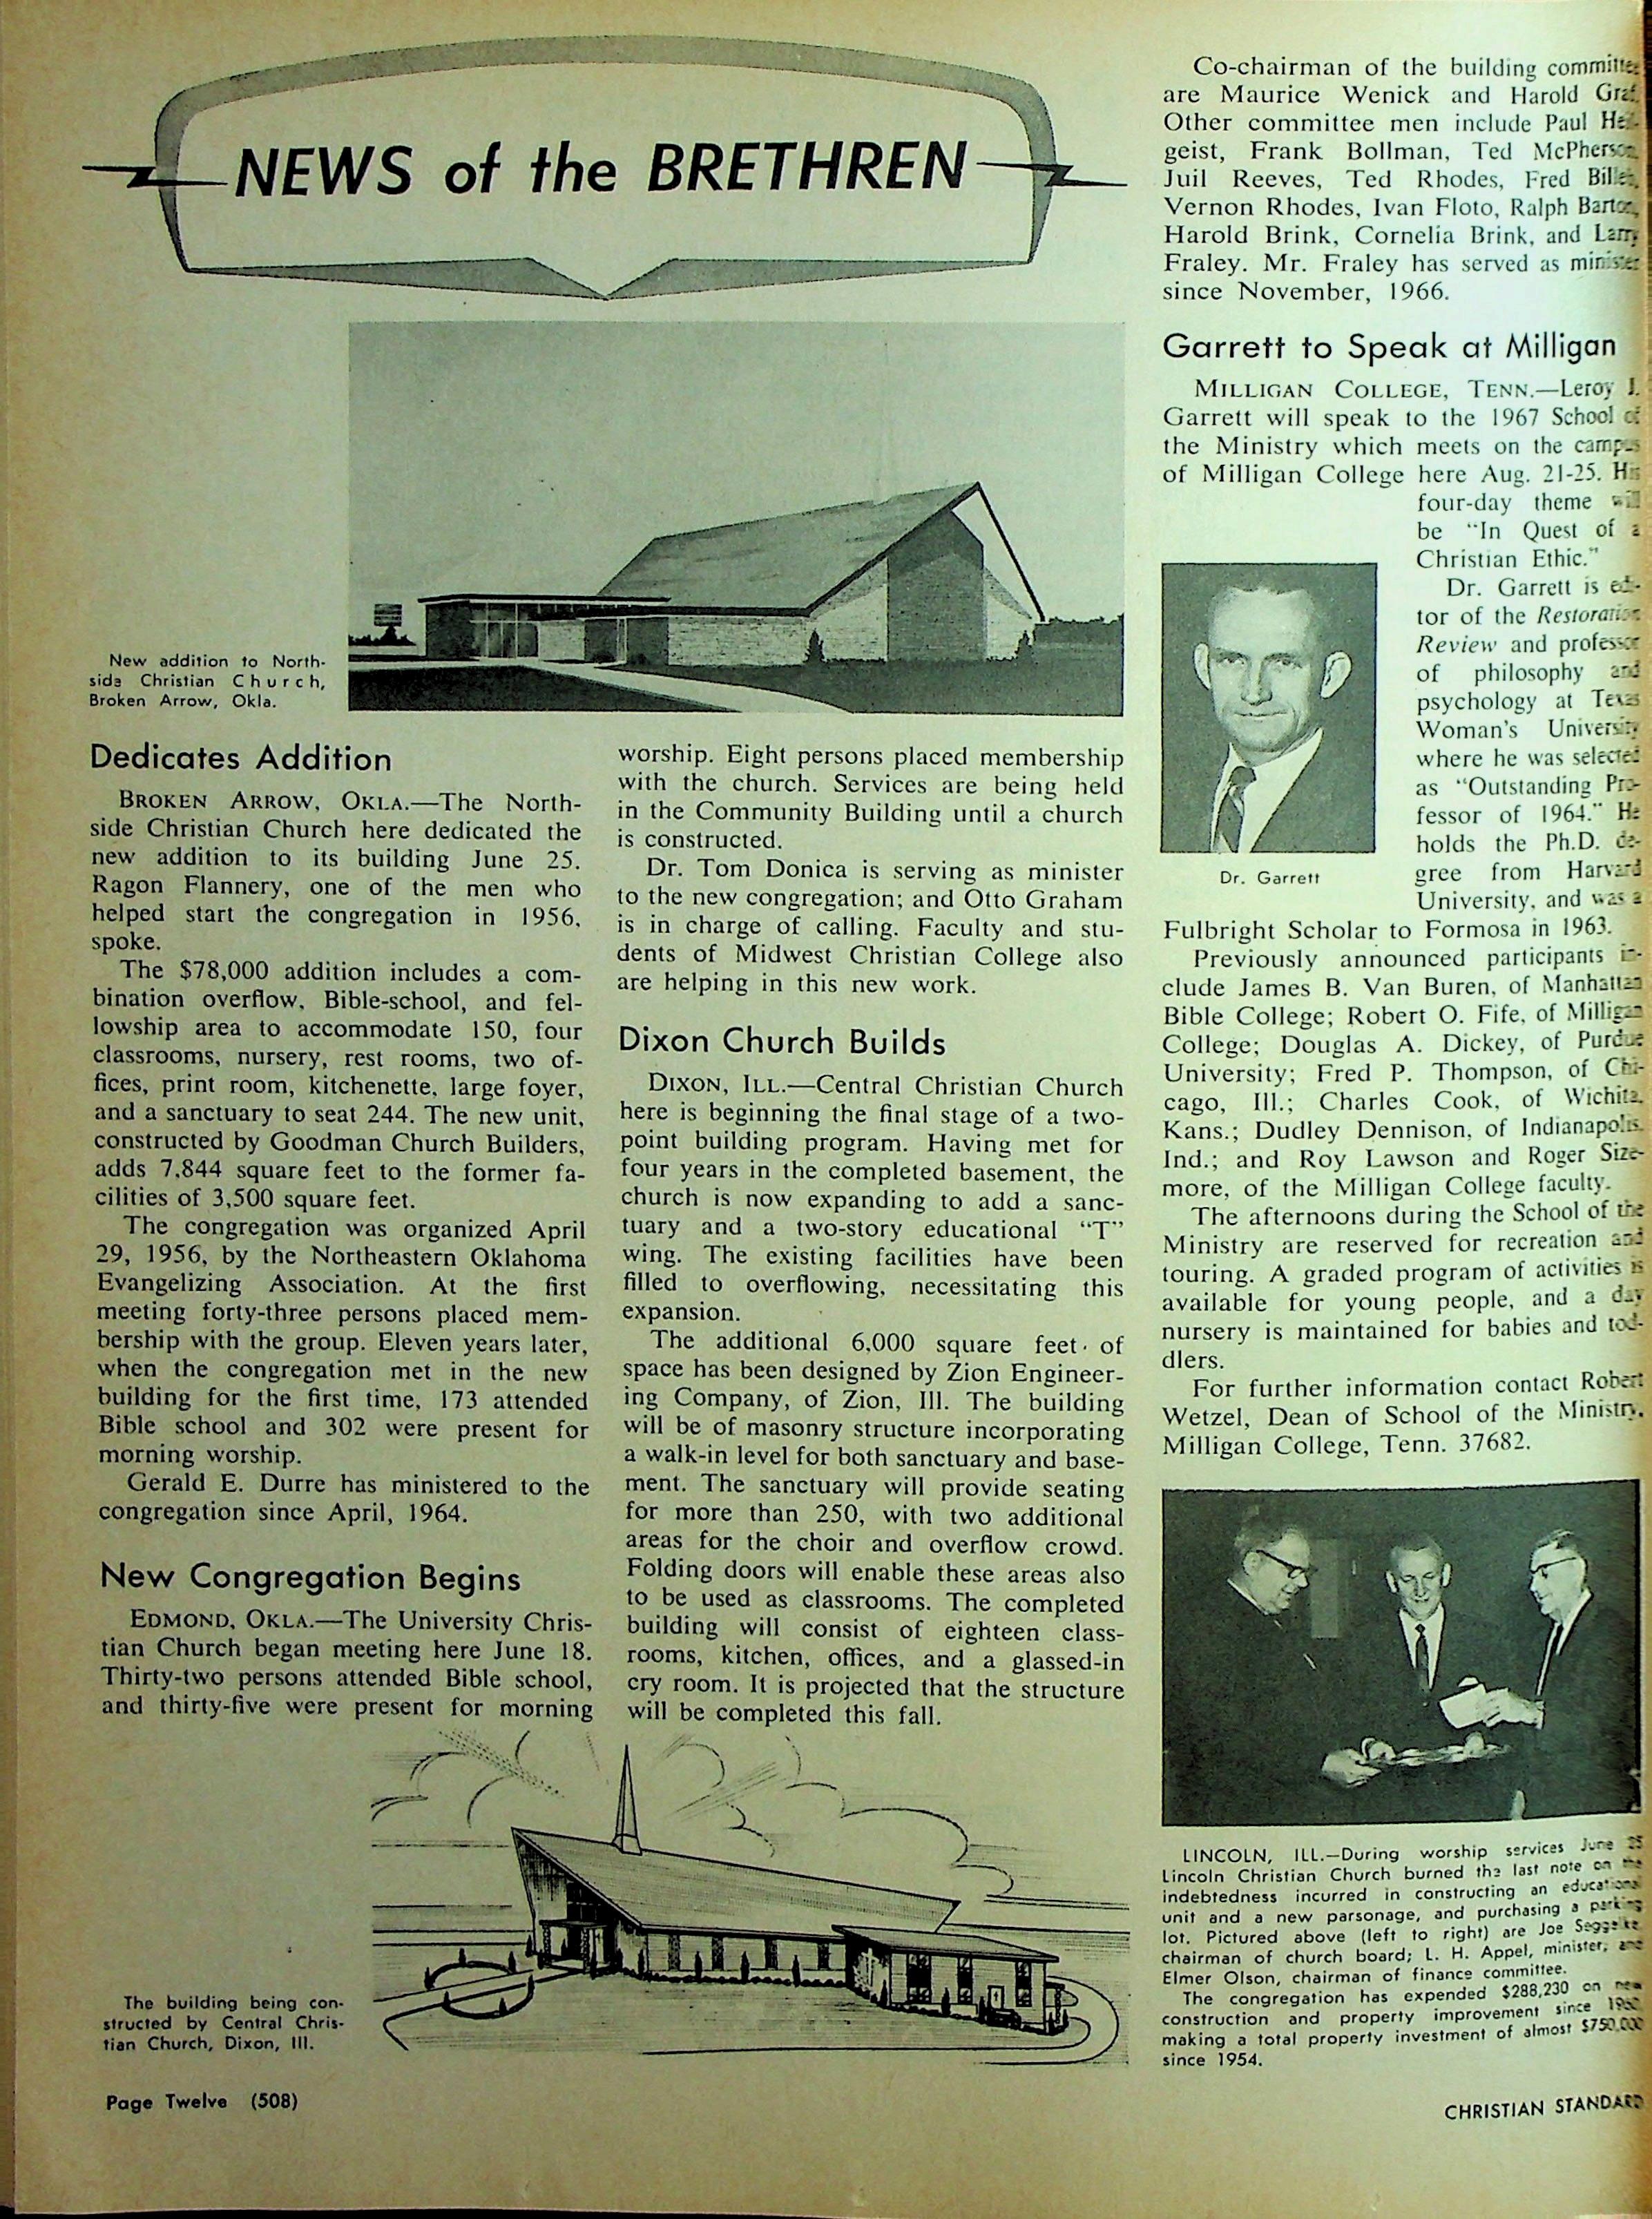 NEWS of the BRETHREN
New addition to North-
side Christian Church,
Broken Arrow, Okla.
Dedicates Addition
BROKEN ARROW, OKLA.—The North-
side Christian Church here dedicated the
new addition to its building June 25.
Ragon Flannery, one of the men who
helped start the congregation in 1956,
spoke.
The $78,000 addition includes a com-
bination overflow, Bible-school, and fel-
lowship area to accommodate 150, four
classrooms, nursery, rest rooms, two of-
fices, print room, kitchenette, large foyer,
and a sanctuary to seat 244. The new unit,
constructed by Goodman Church Builders,
adds 7,844 square feet to the former fa-
cilities of 3,500 square feet.
The congregation was organized April
29, 1956, by the Northeastern Oklahoma
Evangelizing Association. At the first
meeting forty-three persons placed mem-
bership with the group. Eleven years later,
when the congregation met in the new
building for the first time, 173 attended
Bible school and 302 were present for
morning worship.
Gerald E. Durre has ministered to the
congregation since April, 1964.
New Congregation Begins
EDMOND, OKLA.—The University Chris-
tian Church began meeting here June 18.
Thirty-two persons attended Bible school,
and thirty-five were present for morning
worship. Eight persons placed membership
with the church. Services are being held
in the Community Building until a church
is constructed.
Dr. Tom Donica is serving as minister
to the new congregation; and Otto Graham
is in charge of calling. Faculty and stu-
dents of Midwest Christian College also
are helping in this new work.
Dixon Church Builds
DIXON, ILL.—Central Christian Church
here is beginning the final stage of a two-
point building program. Having met for
four years in the completed basement, the
church is now expanding to add a sanc-
tuary and a two-story educational “T”
wing. The existing facilities have been
filled to overflowing, necessitating this
expansion.
The additional 6,000 square feet of
space has been designed by Zion Engineer-
ing Company, of Zion, Ill. The building
will be of masonry structure incorporating
a walk-in level for both sanctuary and base-
ment. The sanctuary will provide seating
for more than 250, with two additional
areas for the choir and overflow crowd.
Folding doors will enable these areas also
to be used as classrooms. The completed
building will consist of eighteen class-
rooms, kitchen, offices, and a glassed-in
cry room. It is projected that the structure
will be completed this fall.
The building being con-
structed by Central Chris-
tian Church, Dixon, Ill.
Co-chairman of the building committee
are Maurice Wenick and Harold Graf.
Other committee men include Paul
geist, Frank Bollman, Ted McPherson,
Juil Reeves, Ted Rhodes, Fred
Vernon Rhodes, Ivan Floto, Ralph Barton,
Harold Brink, Cornelia Brink, and Larry
Fraley. Mr. Fraley has served as minister
since November, 1966.
Garrett to Speak at Milligan
MILLIGAN COLLEGE, TENN.—Leroy J.
Garrett will speak to the 1967 School of
the Ministry which meets on the campus
of Milligan College here Aug. 21-25. His
four-day theme will
be “In Quest of a
Christian Ethic.”
Dr. Garrett is edi-
tor of the Restoration
Review and professor
of philosophy and
psychology at Texas
Woman's University
where he was selected
as “Outstanding Pro-
fessor of 1964.” He
holds the Ph.D. de-
gree from Harvard
University, and was a
Dr. Garrett
Fulbright Scholar to Formosa in 1963.
Previously announced participants in-
clude James B. Van Buren, of Manhattan
Bible College; Robert O. Fife, of Milligan
College; Douglas A. Dickey, of Purdue
University; Fred P. Thompson, of Chi-
cago, Ill.; Charles Cook, of Wichita,
Kans.; Dudley Dennison, of Indianapolis,
Ind.; and Roy Lawson and Roger Size-
more, of the Milligan College faculty.
The afternoons during the School of the
Ministry are reserved for recreation and
touring. A graded program of activities is
available for young people, and a day
nursery is maintained for babies and tod-
dlers.
For further information contact Robert
Wetzel, Dean of School of the Ministry,
Milligan College, Tenn. 37682.
LINCOLN, ILL.—During worship services June 25
Lincoln Christian Church burned the last note on the
indebtedness incurred in constructing an educational
unit and a new parsonage, and purchasing a parking
lot. Pictured above (left to right) are Joe
chairman of church board; L. H. Appel, minister; and
Elmer Olson, chairman of finance committee.
The congregation has expended $288,230 on new
construction and property improvement since
making a total property investment of almost $750,000
since 1954.
Page Twelve (508)
CHRISTIAN STANDARD